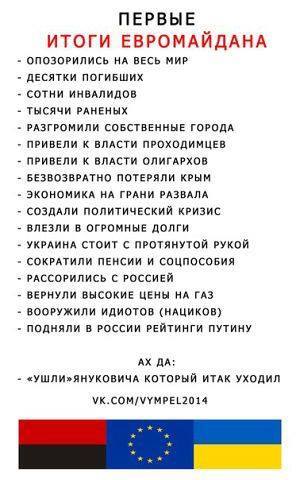 ПЕРВЫЕ
ИТОГИ ЕВРОМАЙДАНА
- ОПОЗОРИЛИСЬ НА ВЕСЬ МИР
- ДЕСЯТКИ ПОГИБШИХ
- СОТНИ ИНВАЛИДОВ
- ТЫСЯЧИ РАНЕНЫХ
- РАЗГРОМИЛИ СОБСТВЕННЫЕ ГОРОДА
- ПРИВЕЛИ К ВЛАСТИ ПРОХОДИМЦЕВ
- ПРИВЕЛИ К ВЛАСТИ ОЛИГАРХОВ
- БЕЗВОЗВРАТНО ПОТЕРЯЛИ КРЫМ
- ЭКОНОМИКА НА ГРАНИ РАЗВАЛА
- СОЗДАЛИ ПОЛИТИЧЕСКИЙ КРИЗИС
- ВЛЕЗЛИ В ОГРОМНЫЕ ДОЛГИ
- УКРАИНА СТОИТ С ПРОТЯНУТОЙ РУКОЙ
- СОКРАТИЛИ ПЕНСИИ И СОЦПОСОБИЯ
- РАССОРИЛИСЬ С РОССИЕЙ
- ВЕРНУЛИ ВЫСОКИЕ ЦЕНЫ НА ГАЗ
- ВООРУЖИЛИ ИДИОТОВ (НАЦИКОВ)
- ПОДНЯЛИ В РОССИИ РЕЙТИНГИ ПУТИНУ
АХ ДА:
- «УШЛИ»ЯНУКОВИЧА КОТОРЫЙ ИТАК УХОДИЛ
VK.COM/VYMPEL2014